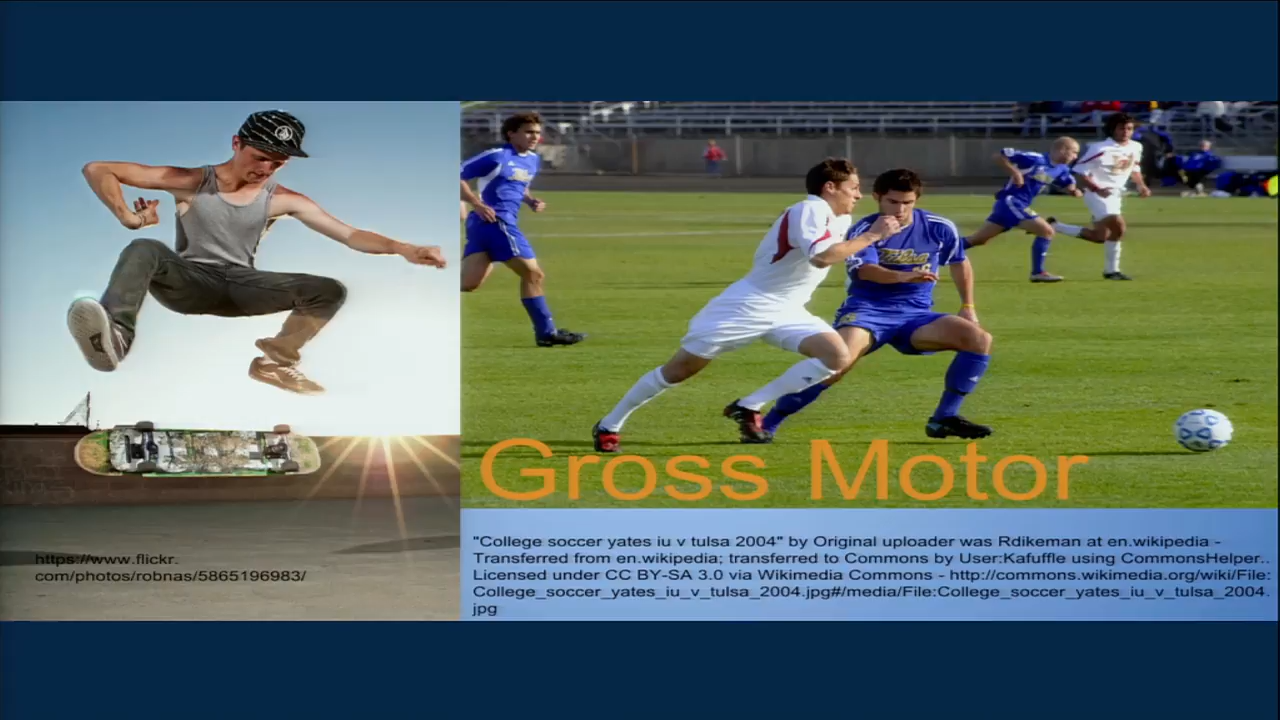 https://www.flickr.
com/photos/robnas/5865196983/
Tulsa
Gross Motor
"College soccer yates iu v tulsa 2004" by Original uploader was Rdikeman at en.wikipedia -
Transferred from en.wikipedia; transferred to Commons by User:Kafuffle using CommonsHelper..
Licensed under CC BY-SA 3.0 via Wikimedia Commons - http://commons.wikimedia.org/wiki/File:
College_soccer_yates_iu_v_tulsa_2004.jpg#/media/File:College_soccer_yates_iu_v_tulsa_2004.
jpg